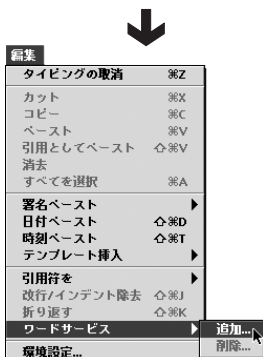 編集
タイピングの取消 ⌘Z
カット ⌘X
コピー ⌘C
ペースト ⌘V
引用としてペースト ⇧⌘V
消去
すべてを選択 ⌘A
署名ペースト
日付ペースト ⇧⌘D
時刻ペースト ⇧⌘T
テンプレート挿入
引用符を
改行/インデント除去 ⇧⌘J
折り返す ⇧⌘K
ワードサービス 追加...
環境設定... 削除...